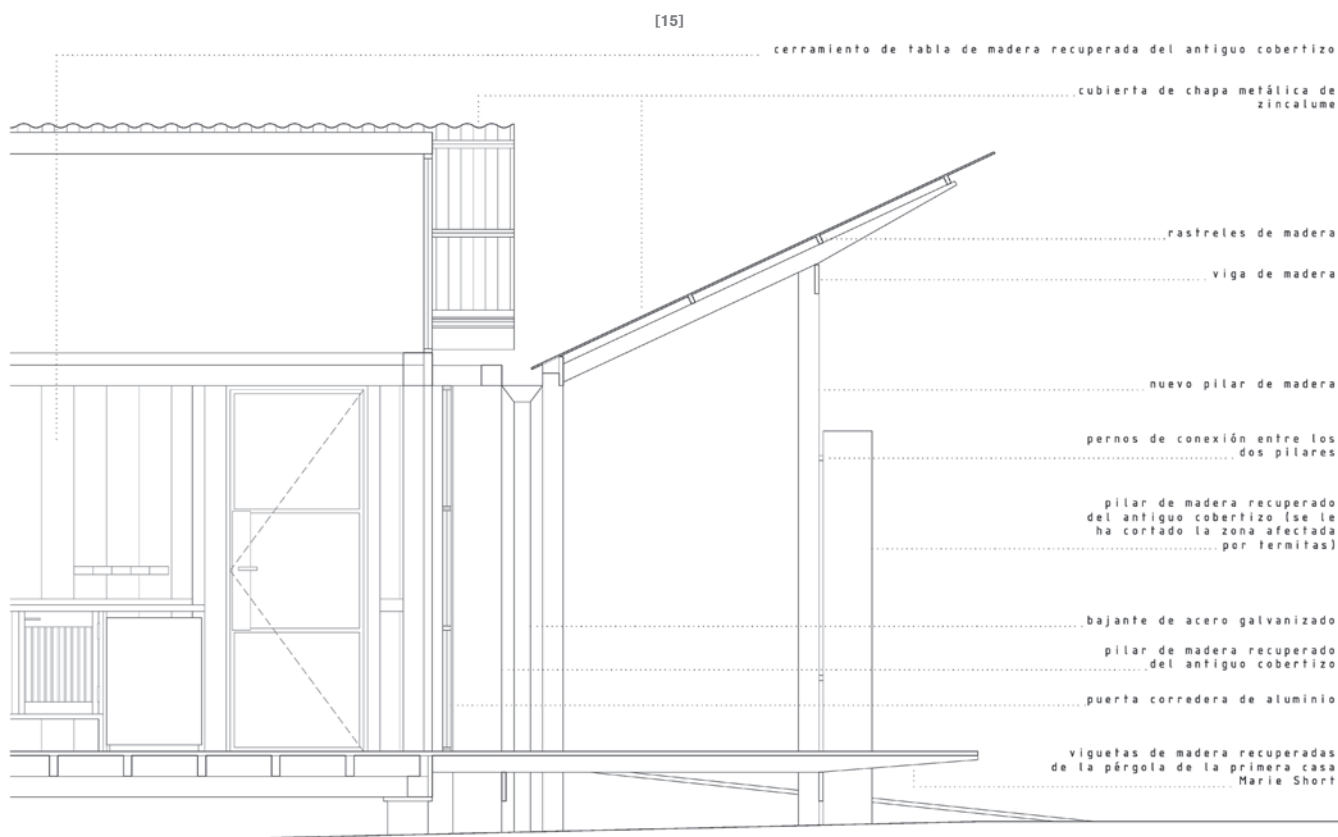 [15]
cerramiento de tabla de madera recuperada del antiguo cobertizo
cubierta de chapa metálica de
zincalume
rastreles de madera
viga de madera
nuevo pilar de madera
pernos de conexión entre los
dos pilares
pilar de madera recuperado
del antiguo cobertizo (se le
ha cortado la zona afectada
por termitas)
bajante de acero galvanizado
pilar de madera recuperado
del antiguo cobertizo
puerta corredera de aluminio
viguetas de madera recuperadas
de la pérgola de la primera casa
Marie Short